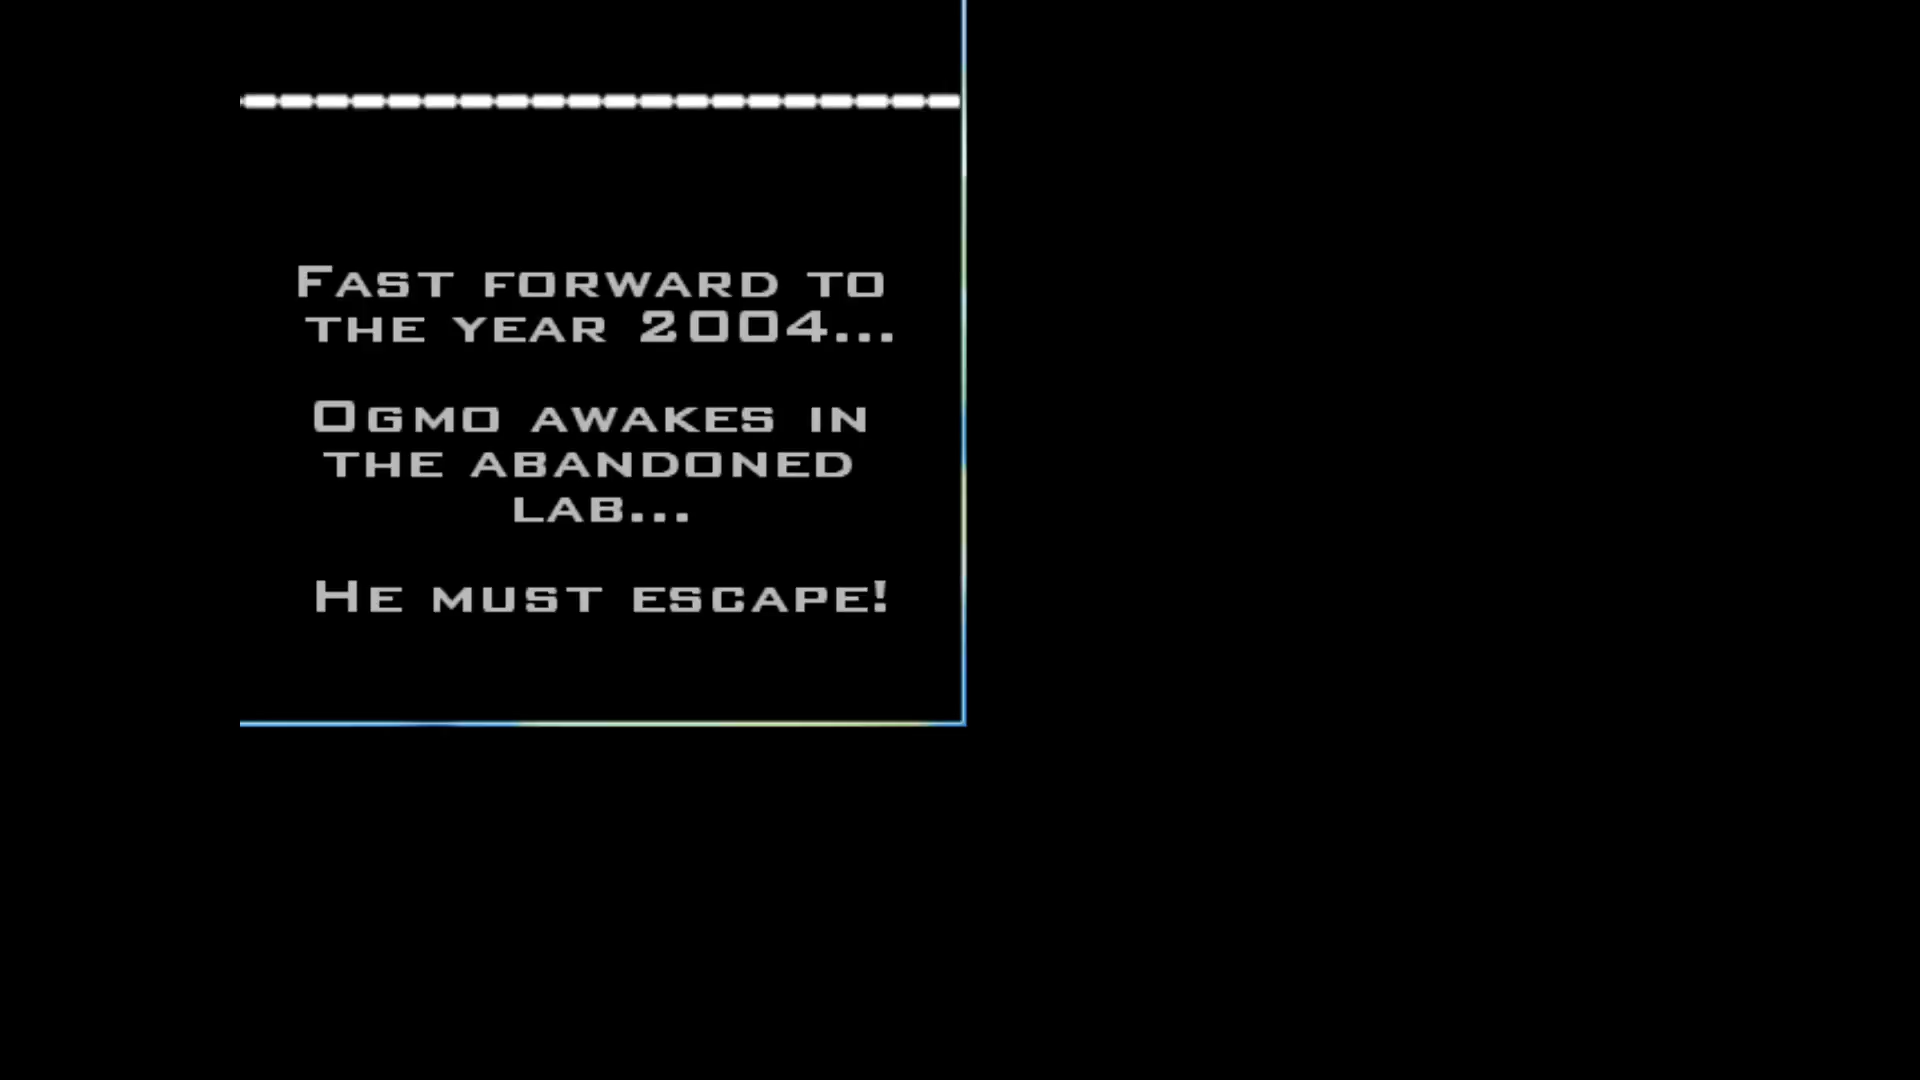 Fast forward to
the year 2004...
Ogmo awakes in
the abandoned
lab...
He must escape!